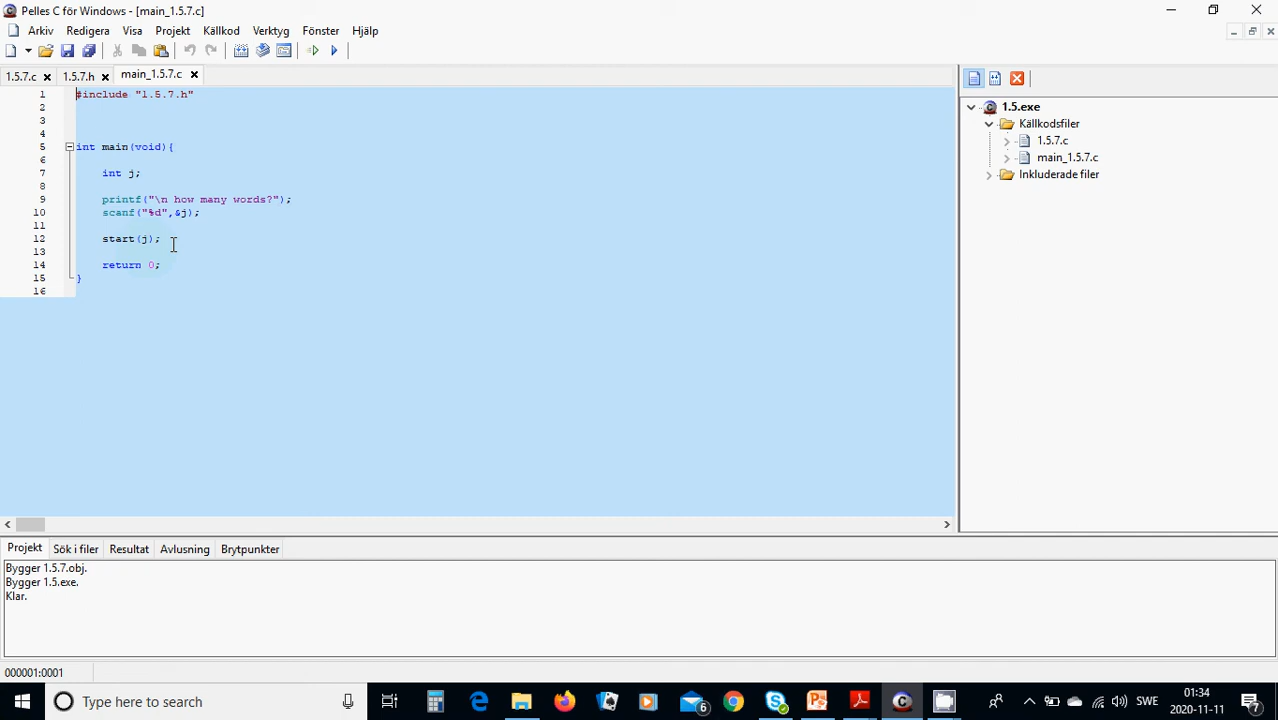 Pelles C för Windows - [main_1.5.7.c]
Arkiv Redigera Visa Projekt Källkod Verktyg Fönster Hjälp
1.5.7.c 1.5.7.h main_1.5.7.c
1 #include "1.5.7.h"
2
3
4
5 int main(void){
6
7 int j;
8
9 printf("\n how many words?");
10 scanf("%d",&j);
11
12 start(j);
13
14 return 0;
15 }
16
1.5.exe
Källkodsfiler
1.5.7.c
main_1.5.7.c
Inkluderade filer
Projekt Sök i filer Resultat Avlusning Brytpunkter
Bygger 1.5.7.obj.
Bygger 1.5.exe.
Klar.
000001:0001
Type here to search 6 SWE 01:34
2020-11-11 7